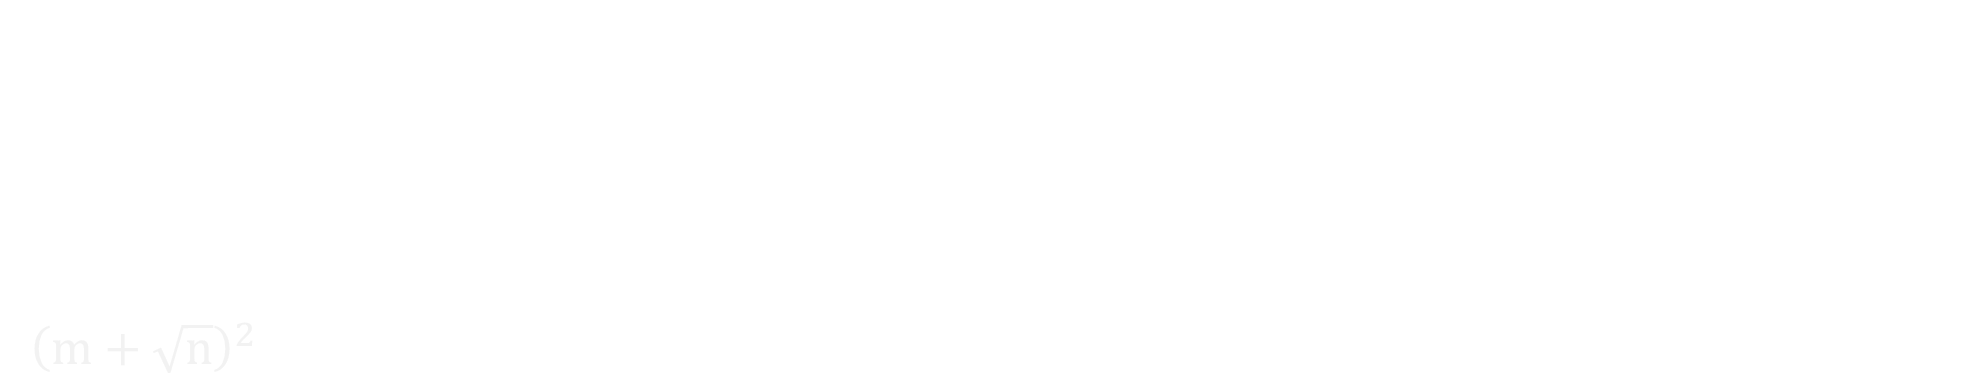 (m + √n)²